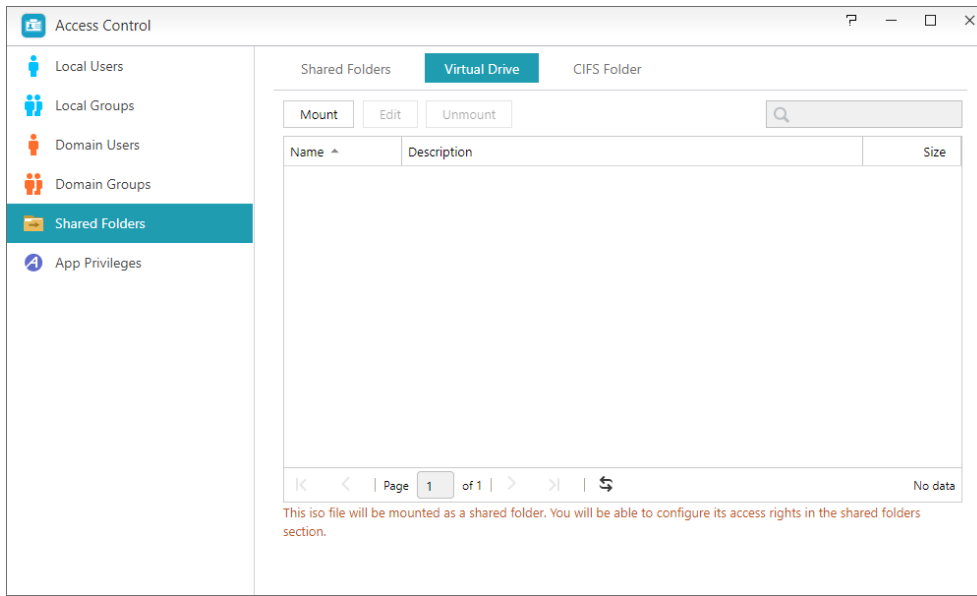 Access Control
Local Users
Local Groups
Domain Users
Domain Groups
Shared Folders
App Privileges
Shared Folders Virtual Drive CIFS Folder
Mount Edit Unmount
Name Description Size
Page 1 of 1 No data
This iso file will be mounted as a shared folder. You will be able to configure its access rights in the shared folders
section.